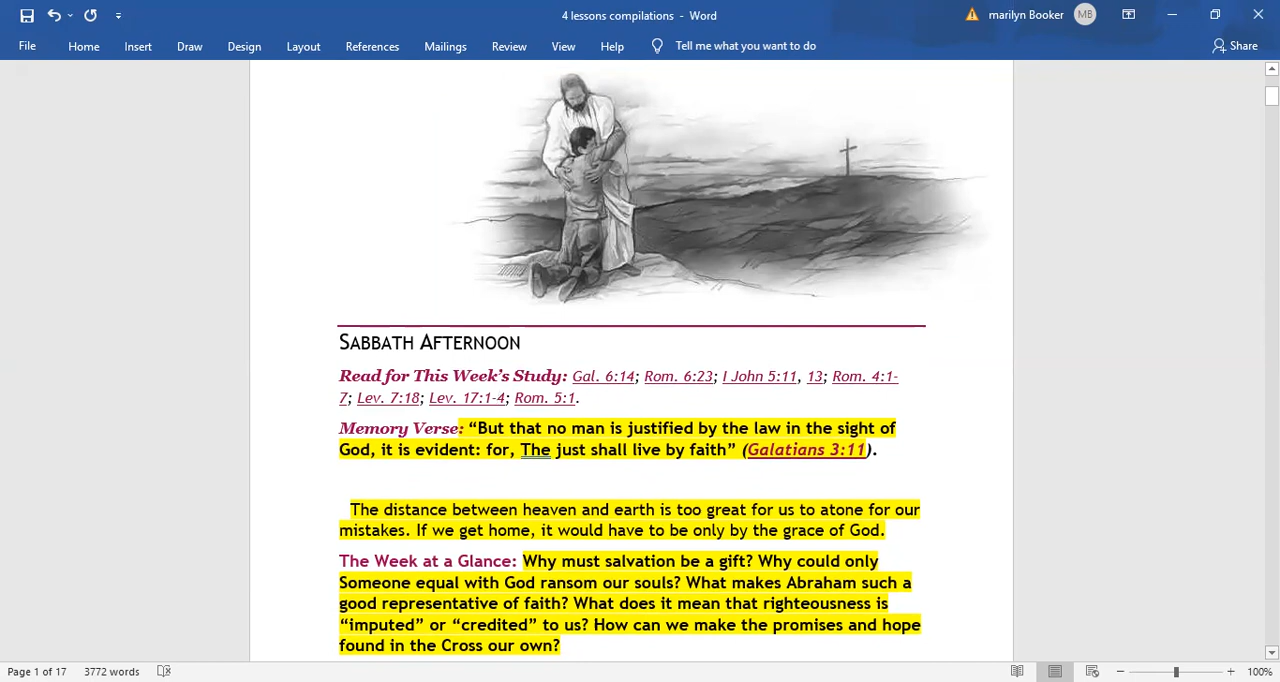 4 lessons compilations - Word
marilyn Booker
MB
File
Home
Insert
Draw
Design
Layout
References
Mailings
Review
View
Help
Tell me what you want to do
Share
SABBATH AFTERNOON
Read for This Week's Study: Gal. 6:14; Rom. 6:23; I John 5:11, 13; Rom. 4:1-
7; Lev. 7:18; Lev. 17:1-4; Rom. 5:1.
Memory Verse: “But that no man is justified by the law in the sight of
God, it is evident: for, The just shall live by faith” (Galatians 3:11).
The distance between heaven and earth is too great for us to atone for our
mistakes. If we get home, it would have to be only by the grace of God.
The Week at a Glance: Why must salvation be a gift? Why could only
Someone equal with God ransom our souls? What makes Abraham such a
good representative of faith? What does it mean that righteousness is
“imputed” or “credited” to us? How can we make the promises and hope
found in the Cross our own?
Page 1 of 17
3772 words
100%